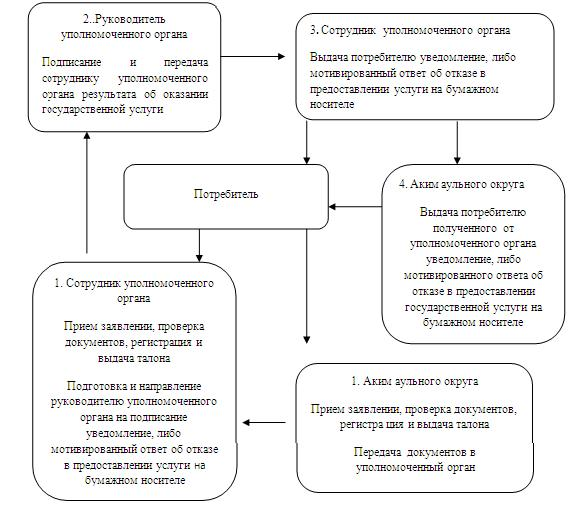 2..Руководитель
уполномоченного органа
Подписание и передача
сотруднику уполномоченного
органа результата об оказании
государственной услуги
3. Сотрудник уполномоченного органа
Выдача потребителю уведомление, либо
мотивированный ответ об отказе в
предоставлении услуги на бумажном
носителе
Потребитель
4. Аким аульного округа
Выдача потребителю
полученного от
уполномоченного органа
уведомление, либо
мотивированного ответа об
отказе в предоставлении
государственной услуги на
бумажном носителе
1. Сотрудник уполномоченного
органа
Прием заявлении, проверка
документов, регистрация и
выдача талона
Подготовка и направление
руководителю уполномоченного
органа на подписание
уведомление, либо
мотивированный ответ об отказе
в предоставлении услуги на
бумажном носителе
1. Аким аульного округа
Прием заявлении, проверка документов,
регистра ция и выдача талона
Передача документов в
уполномоченный орган